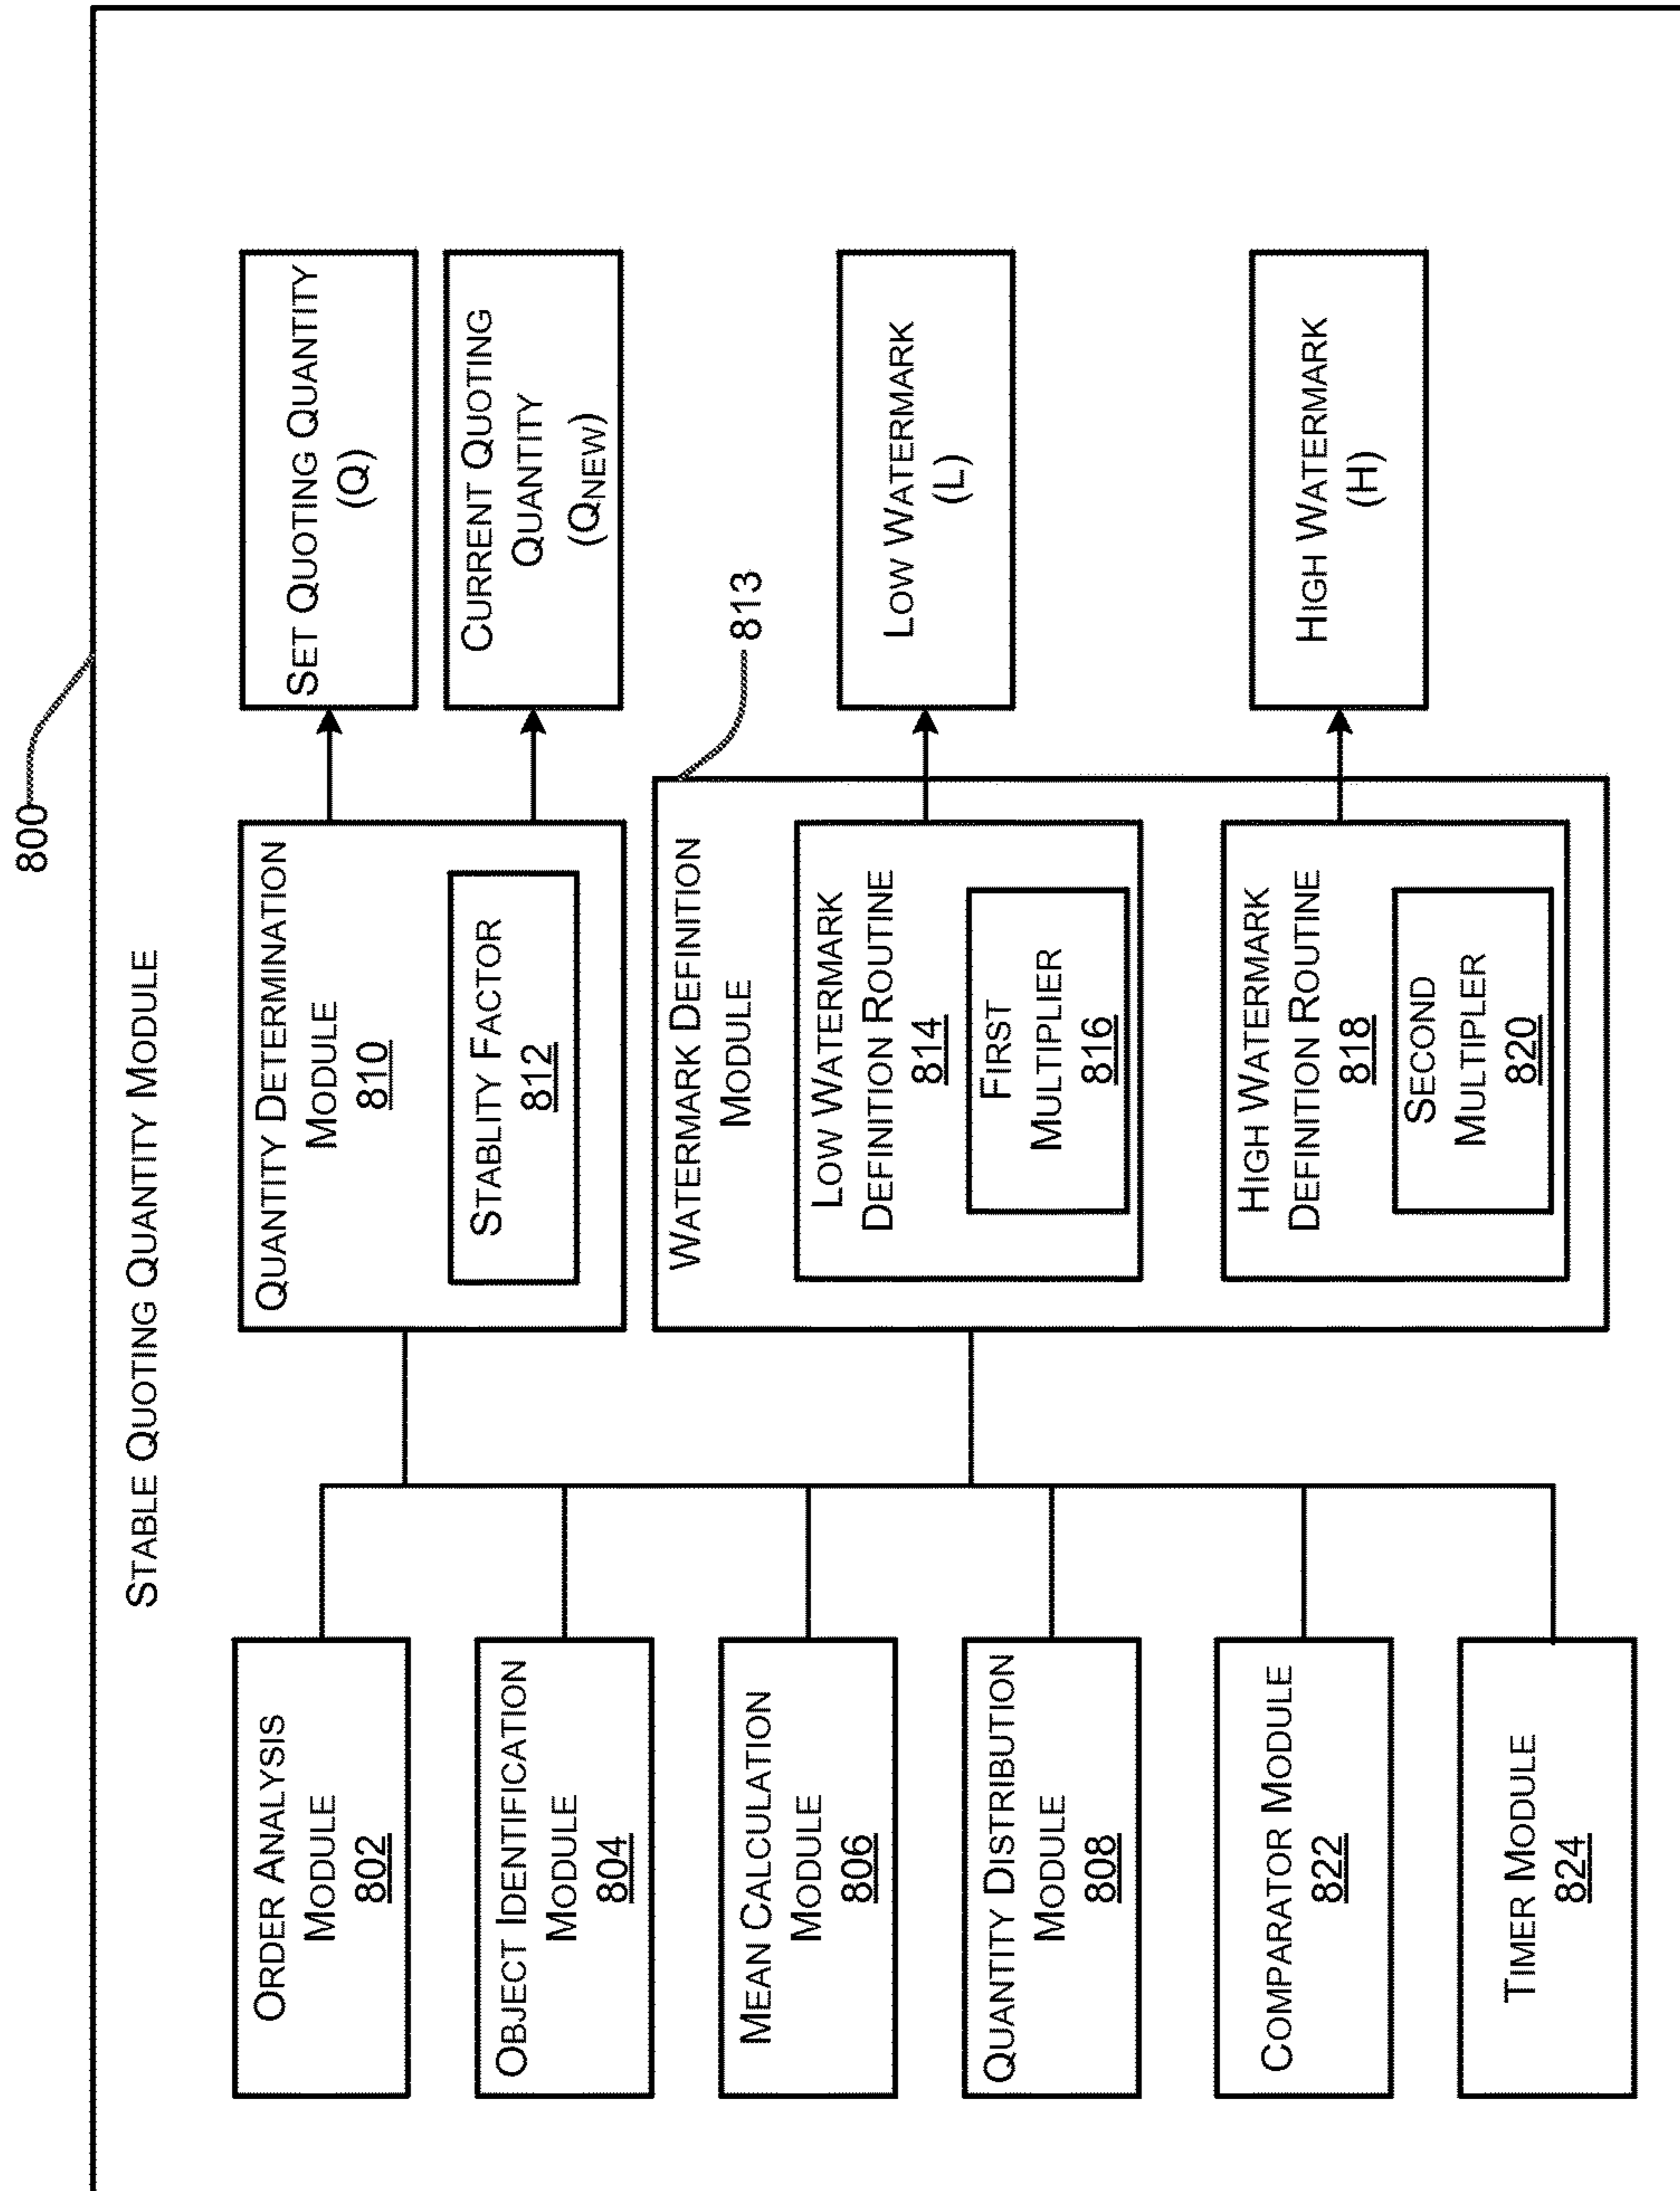 800
STABLE QUOTING QUANTITY MODULE
ORDER ANALYSIS
MODULE
802
OBJECT IDENTIFICATION
MODULE
804
MEAN CALCULATION
MODULE
806
QUANTITY DISTRIBUTION
MODULE
808
COMPARATOR MODULE
822
TIMER MODULE
824
QUANTITY DETERMINATION
MODULE
810
STABLITY FACTOR
812
WATERMARK DEFINITION
MODULE
813
LOW WATERMARK
DEFINITION ROUTINE
814
FIRST
MULTIPLIER
816
HIGH WATERMARK
DEFINITION ROUTINE
818
SECOND
MULTIPLER
820
SET QUOTING QUANTITY
(Q)
CURRENT QUOTING
QUANTITY
(QNEW)
LOW WATERMARK
(L)
HIGH WATERMARK
(H)